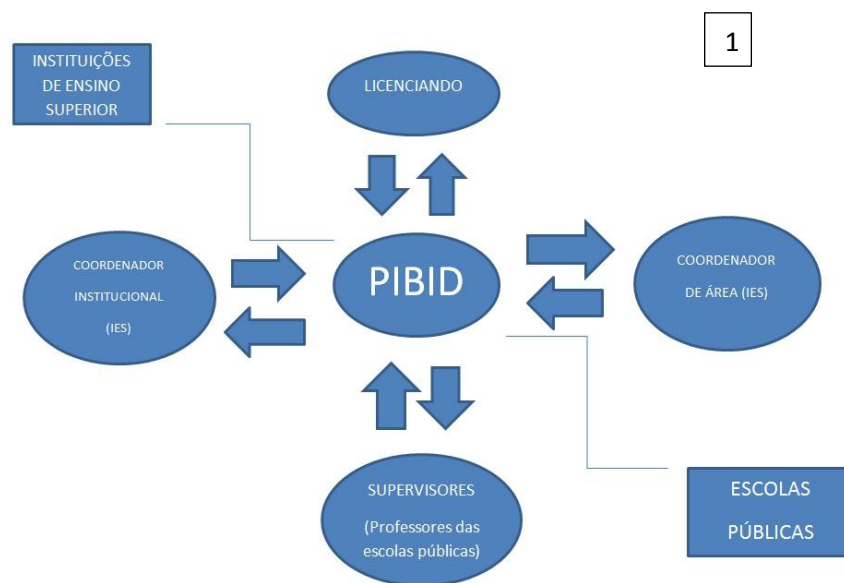 1
INSTITUIÇÕES
DE ENSINO
SUPERIOR
LICENCIANDO
COORDENADOR
INSTITUCIONAL
(IES)
PIBID
COORDENADOR
DE ÁREA (IES)
SUPERVISORES
(Professores das
escolas públicas)
ESCOLAS
PÚBLICAS